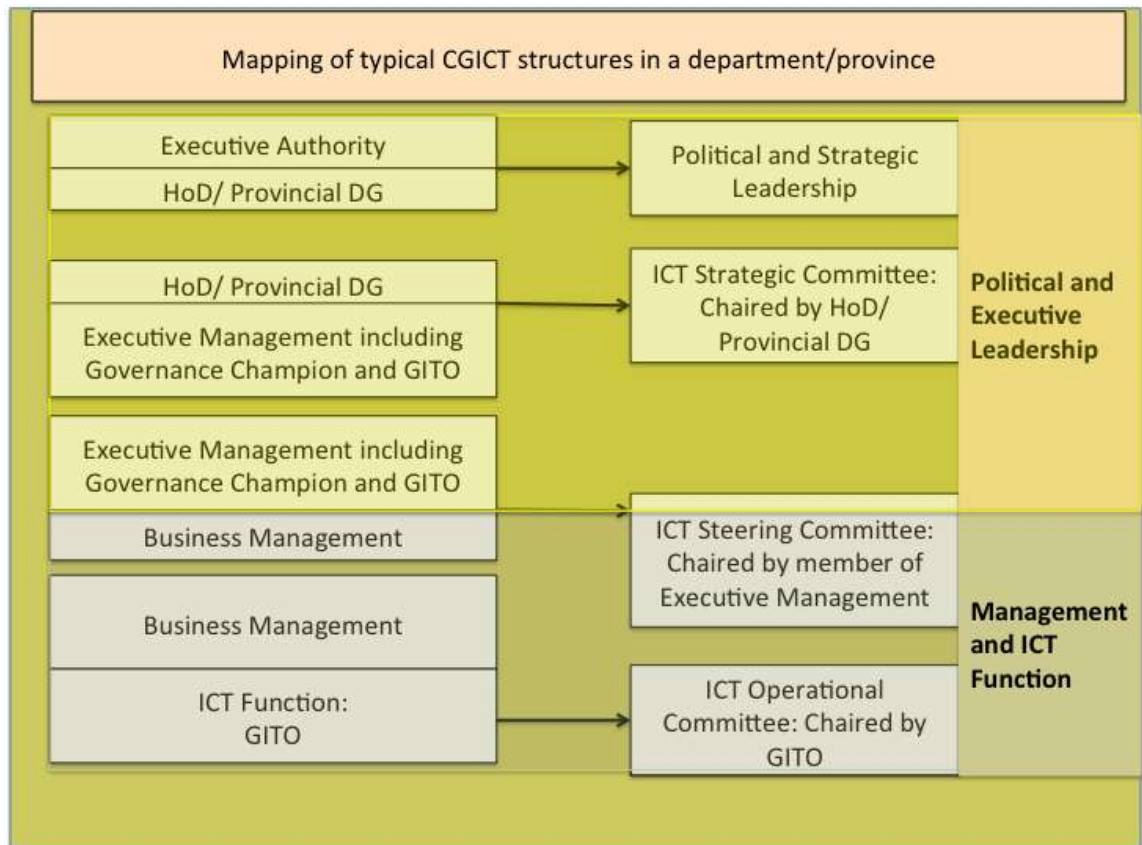 Mapping of typical CGICT structures in a department/province
Executive Authority
HoD/ Provincial DG
Political and Strategic
Leadership
HoD/ Provincial DG
Executive Management including
Governance Champion and GITO
ICT Strategic Committee:
Chaired by HoD/
Provincial DG
Political and
Executive
Leadership
Executive Management including
Governance Champion and GITO
Business Management
ICT Steering Committee:
Chaired by member of
Executive Management
Business Management
ICT Function:
GITO
ICT Operational
Committee: Chaired by
GITO
Management
and ICT
Function